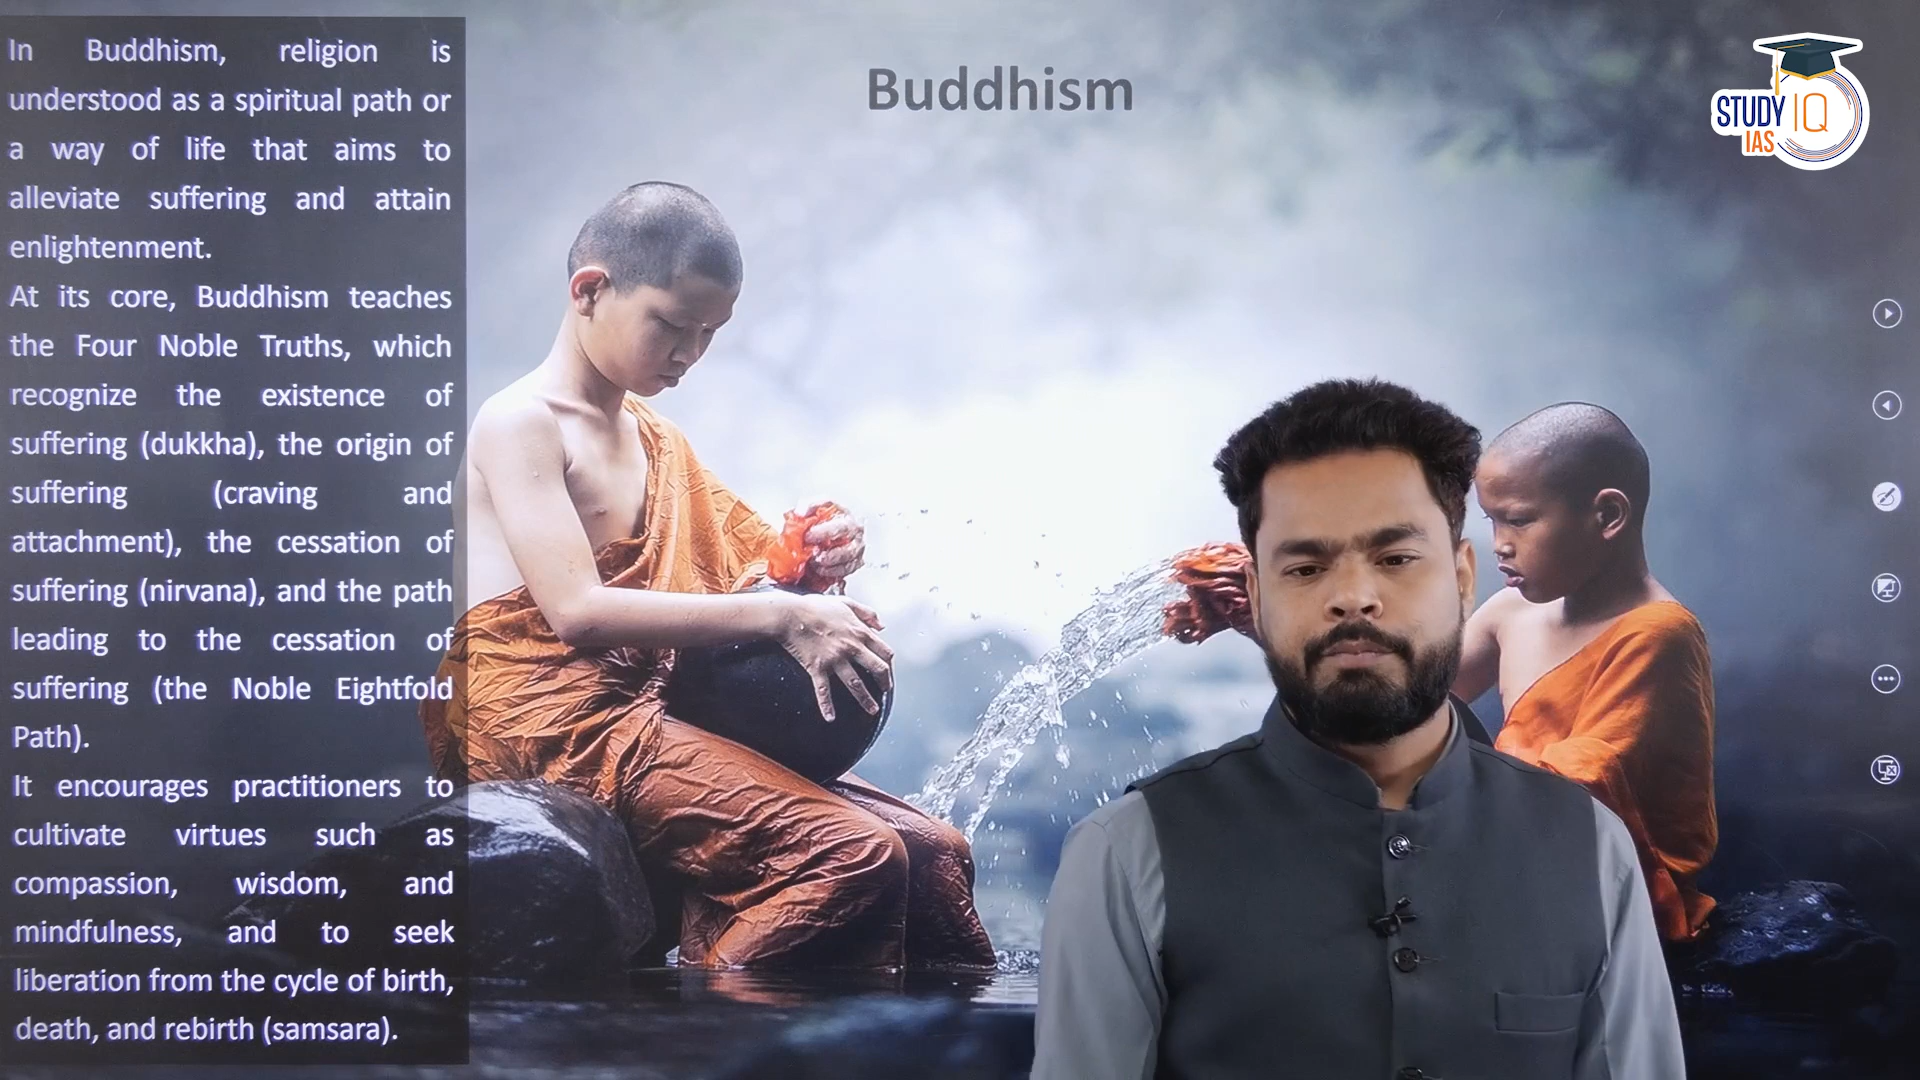 Buddhism
STUDY IQ
IAS
In Buddhism, religion is
understood as a spiritual path or
a way of life that aims to
alleviate suffering and attain
enlightenment.
At its core, Buddhism teaches
the Four Noble Truths, which
recognize the existence of
suffering (dukkha), the origin of
suffering (craving and
attachment), the cessation of
suffering (nirvana), and the path
leading to the cessation of
suffering (the Noble Eightfold
Path).
It encourages practitioners to
cultivate virtues such as
compassion, wisdom, and
mindfulness, and to seek
liberation from the cycle of birth,
death, and rebirth (samsara).